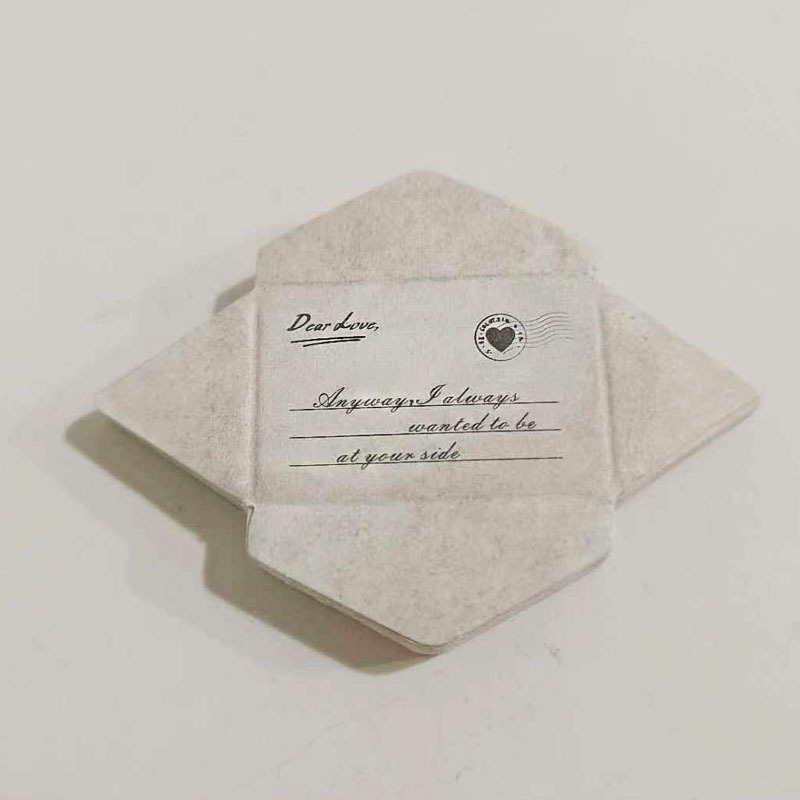 Dear Love,
Anyway, I always
wanted to be
at your side